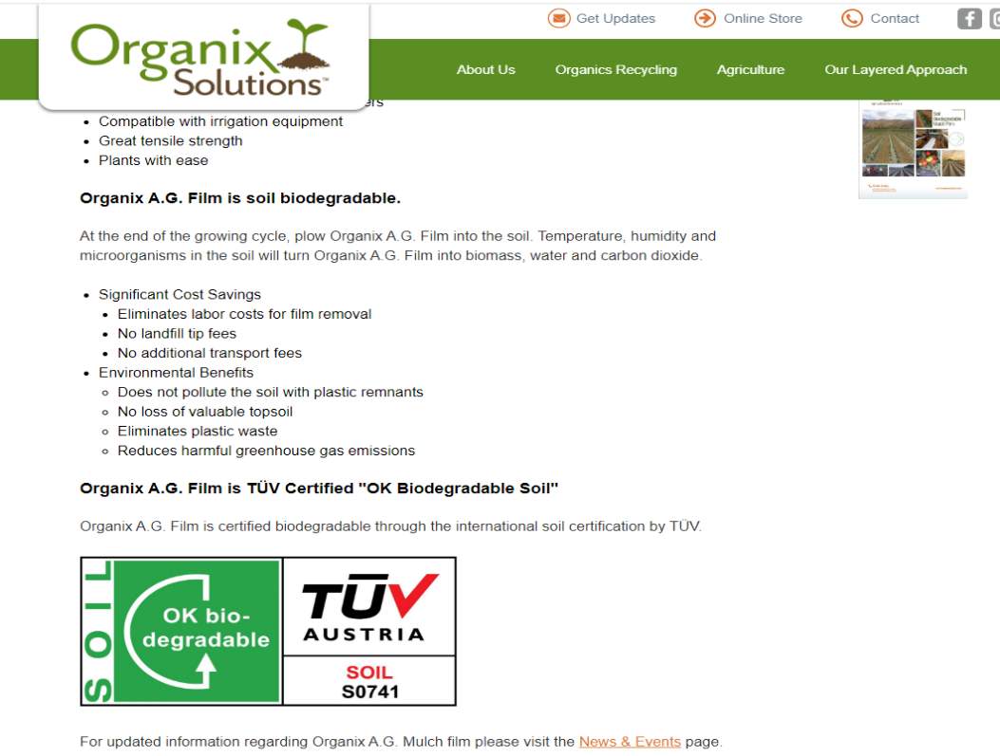 Get Updates
Online Store
Contact
Organix
Solutions™
About Us
Organics Recycling
Agriculture
Our Layered Approach
Compatible with irrigation equipment
Great tensile strength
Plants with ease
Organix A.G. Film is soil biodegradable.
At the end of the growing cycle, plow Organix A.G. Film into the soil. Temperature, humidity and
microorganisms in the soil will turn Organix A.G. Film into biomass, water and carbon dioxide.
Significant Cost Savings
Eliminates labor costs for film removal
No landfill tip fees
No additional transport fees
Environmental Benefits
Does not pollute the soil with plastic remnants
No loss of valuable topsoil
Eliminates plastic waste
Reduces harmful greenhouse gas emissions
Organix A.G. Film is TÜV Certified "OK Biodegradable Soil"
Organix A.G. Film is certified biodegradable through the international soil certification by TÜV.
SOIL
OK bio-
degradable
TÜV
AUSTRIA
SOIL
S0741
For updated information regarding Organix A.G. Mulch film please visit the News & Events page.